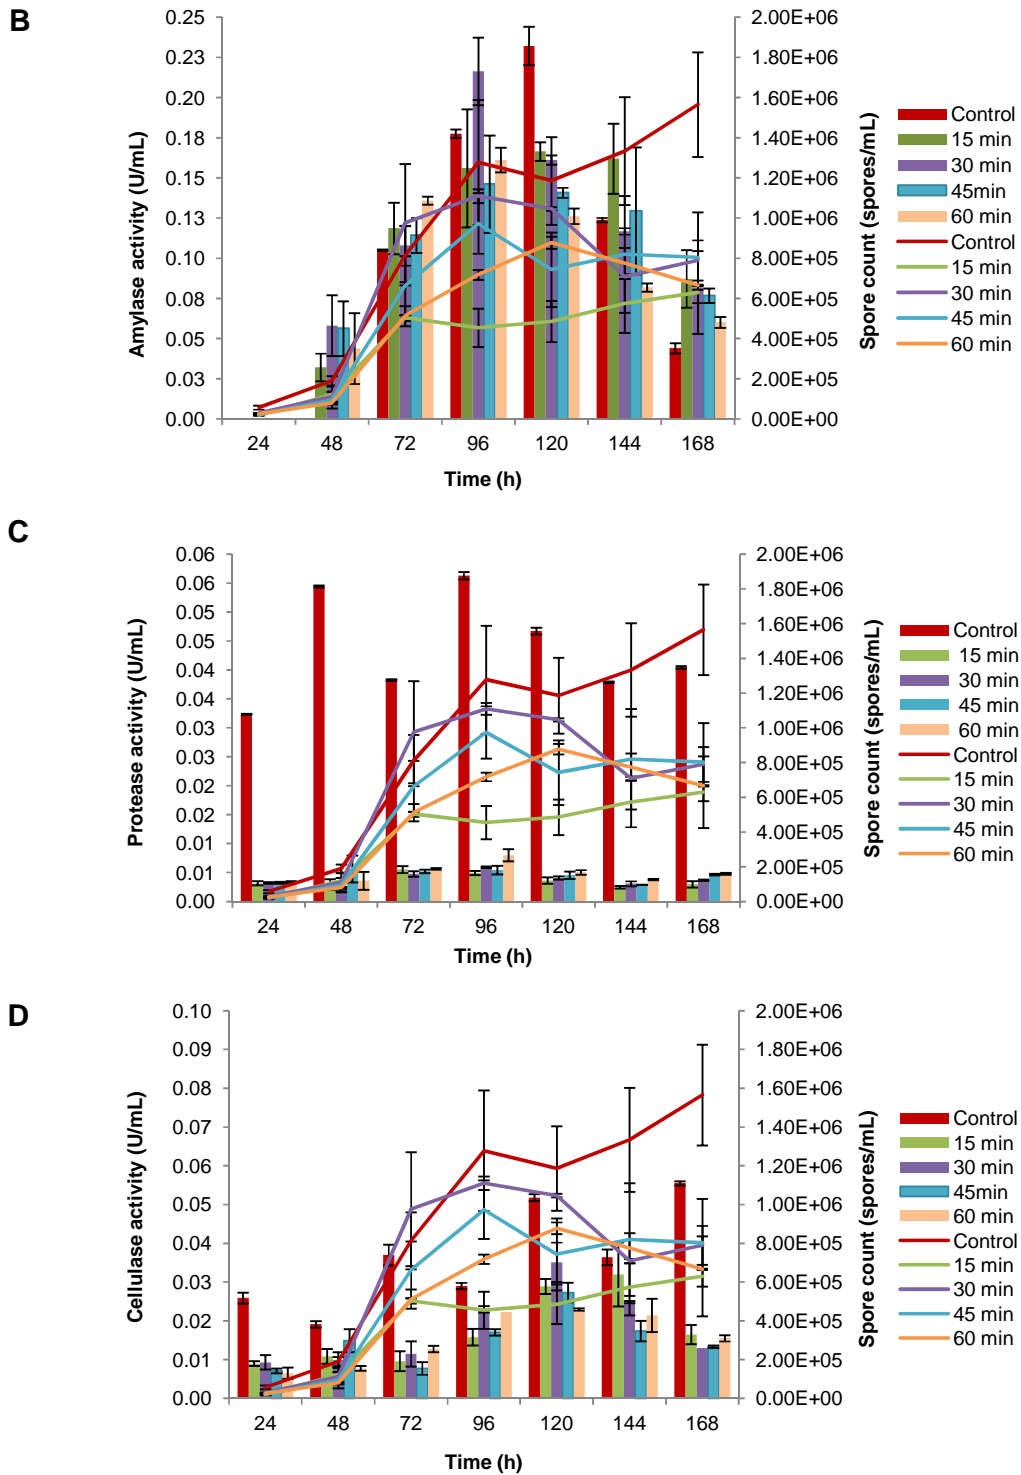 B
0.25
0.23
0.20
0.18
0.15
0.13
0.10
0.08
0.05
0.03
0.00
Amylase activity (U/mL)
24 48 72 96 120 144 168
Time (h)
2.00E+06
1.80E+06
1.60E+06
1.40E+06
1.20E+06
1.00E+06
8.00E+05
6.00E+05
4.00E+05
2.00E+05
0.00E+00
Spore count (spores/mL)
Control
15 min
30 min
45min
60 min
Control
15 min
30 min
45 min
60 min
C
0.06
0.06
0.05
0.05
0.04
0.04
0.03
0.03
0.02
0.02
0.01
0.01
0.00
Protease activity (U/mL)
24 48 72 96 120 144 168
Time (h)
2.00E+06
1.80E+06
1.60E+06
1.40E+06
1.20E+06
1.00E+06
8.00E+05
6.00E+05
4.00E+05
2.00E+05
0.00E+00
Spore count (spores/mL)
Control
15 min
30 min
45 min
60 min
Control
15 min
30 min
45 min
60 min
D
0.10
0.09
0.08
0.07
0.06
0.05
0.04
0.03
0.02
0.01
0.00
Cellulase activity (U/mL)
24 48 72 96 120 144 168
Time (h)
2.00E+06
1.80E+06
1.60E+06
1.40E+06
1.20E+06
1.00E+06
8.00E+05
6.00E+05
4.00E+05
2.00E+05
0.00E+00
Spore count (spores/mL)
Control
15 min
30 min
45min
60 min
Control
15 min
30 min
45 min
60 min